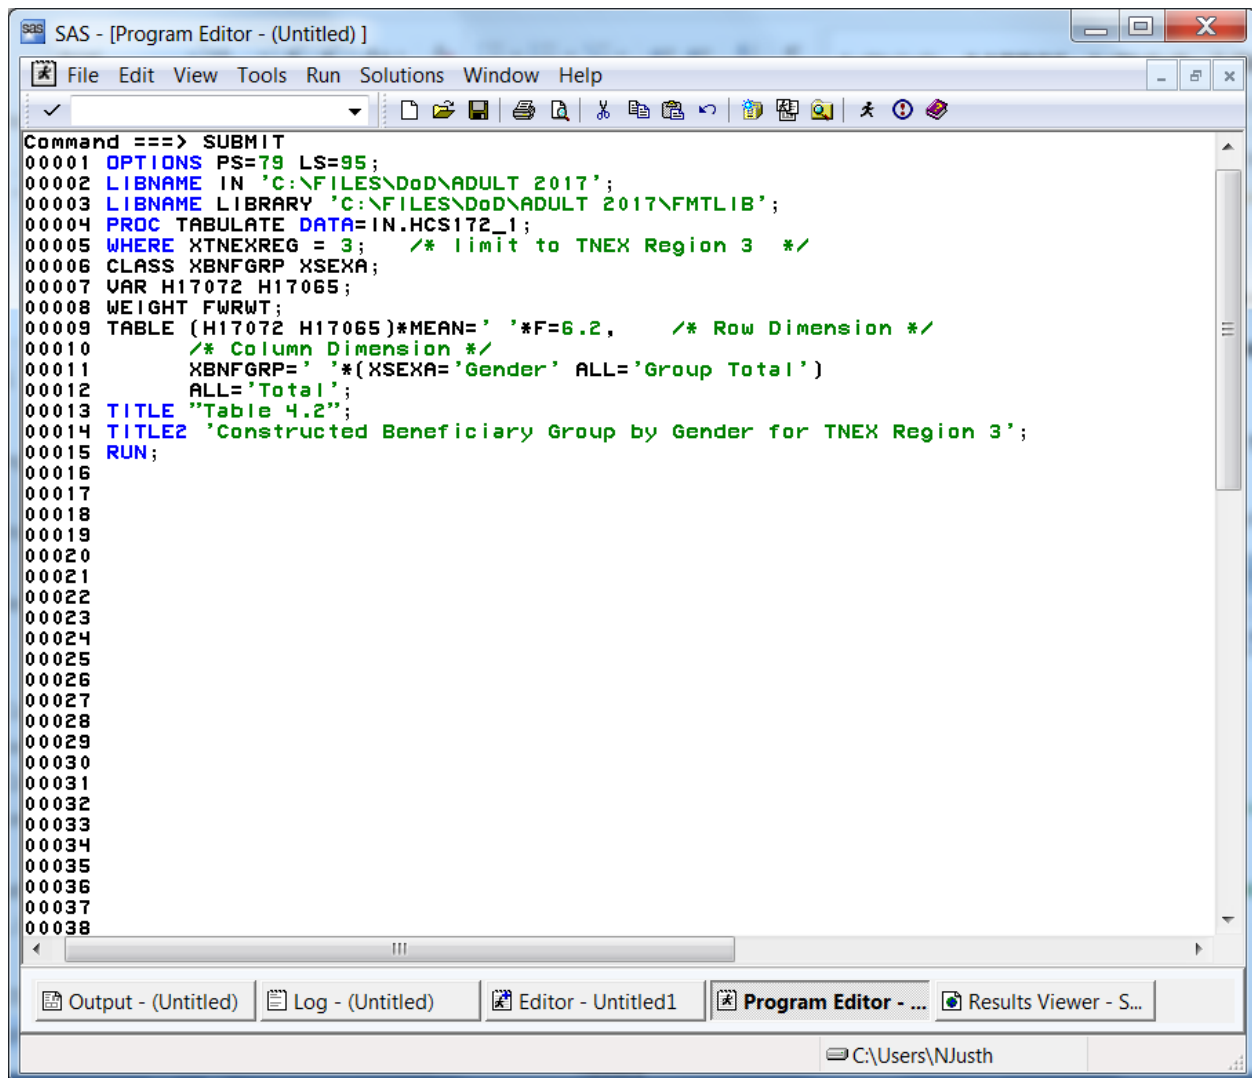 SAS - [Program Editor - (Untitled) ]
File Edit View Tools Run Solutions Window Help
Command ===> SUBMIT
00001 OPTIONS PS=79 LS=95;
00002 LIBNAME IN 'C:\FILES\DoD\ADULT 2017';
00003 LIBNAME LIBRARY 'C:\FILES\DoD\ADULT 2017\FMTLIB';
00004 PROC TABULATE DATA=IN.HCS172_1;
00005 WHERE XTNEXREG = 3;   /* limit to TNEX Region 3  */
00006 CLASS XBNFGRP XSEXA;
00007 VAR H17072 H17065;
00008 WEIGHT FWRWT;
00009 TABLE (H17072 H17065)*MEAN=' '*F=6.2,    /* Row Dimension */
00010       /* Column Dimension */
00011       XBNFGRP=' '*(XSEXA='Gender' ALL='Group Total')
00012       ALL='Total';
00013 TITLE "Table 4.2";
00014 TITLE2 'Constructed Beneficiary Group by Gender for TNEX Region 3';
00015 RUN;
00016
00017
00018
00019
00020
00021
00022
00023
00024
00025
00026
00027
00028
00029
00030
00031
00032
00033
00034
00035
00036
00037
00038
Output - (Untitled) Log - (Untitled) Editor - Untitled1 Program Editor - ... Results Viewer - S...
C:\Users\NJusth